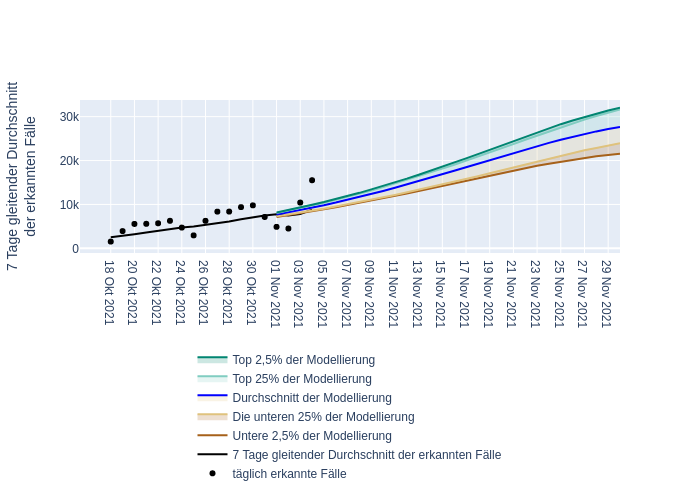 7 Tage gleitender Durchschnitt
der erkannten Fälle
30k
20k
10k
0
18 Okt 2021
20 Okt 2021
22 Okt 2021
24 Okt 2021
26 Okt 2021
28 Okt 2021
30 Okt 2021
01 Nov 2021
03 Nov 2021
05 Nov 2021
07 Nov 2021
09 Nov 2021
11 Nov 2021
13 Nov 2021
15 Nov 2021
17 Nov 2021
19 Nov 2021
21 Nov 2021
23 Nov 2021
25 Nov 2021
27 Nov 2021
29 Nov 2021
Top 2,5% der Modellierung
Top 25% der Modellierung
Durchschnitt der Modellierung
Die unteren 25% der Modellierung
Untere 2,5% der Modellierung
7 Tage gleitender Durchschnitt der erkannten Fälle
täglich erkannte Fälle